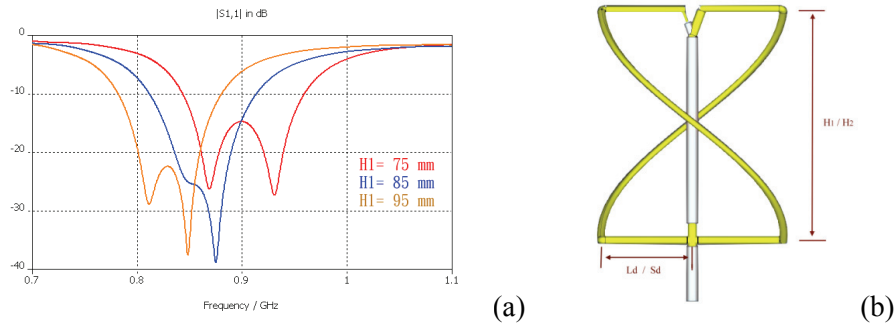 |S1,1| in dB
0
-10
-20
-30
-40
H1= 75 mm
H1= 85 mm
H1= 95 mm
0.7 0.8 0.9 1 1.1
Frequency / GHz
(a)
H1 / H2
Ld / Sd
(b)